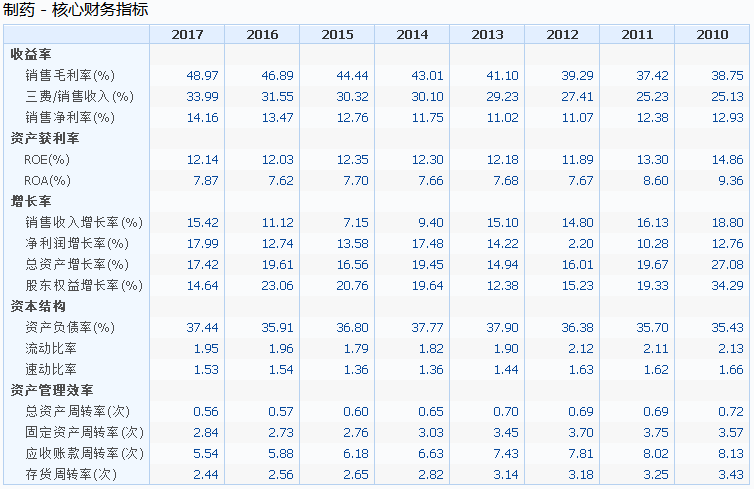 制药 - 核心财务指标
2017 2016 2015 2014 2013 2012 2011 2010
收益率
销售毛利率(%) 48.97 46.89 44.44 43.01 41.10 39.29 37.42 38.75
三费/销售收入(%) 33.99 31.55 30.32 30.10 29.23 27.41 25.23 25.13
销售净利率(%) 14.16 13.47 12.76 11.75 11.02 11.07 12.38 12.93
资产获利率
ROE(%) 12.14 12.03 12.35 12.30 12.18 11.89 13.30 14.86
ROA(%) 7.87 7.62 7.70 7.66 7.68 7.67 8.60 9.36
增长率
销售收入增长率(%) 15.42 11.12 7.15 9.40 15.10 14.80 16.13 18.80
净利润增长率(%) 17.99 12.74 13.58 17.48 14.22 2.20 10.28 12.76
总资产增长率(%) 17.42 19.61 16.56 19.45 14.94 16.01 19.67 27.08
股东权益增长率(%) 14.64 23.06 20.76 19.64 12.38 15.23 19.33 34.29
资本结构
资产负债率(%) 37.44 35.91 36.80 37.77 37.90 36.38 35.70 35.43
流动比率 1.95 1.96 1.79 1.82 1.90 2.12 2.11 2.13
速动比率 1.53 1.54 1.36 1.36 1.44 1.63 1.62 1.66
资产管理效率
总资产周转率(次) 0.56 0.57 0.60 0.65 0.70 0.69 0.69 0.72
固定资产周转率(次) 2.84 2.73 2.76 3.03 3.45 3.70 3.75 3.57
应收账款周转率(次) 5.54 5.88 6.18 6.63 7.43 7.81 8.02 8.13
存货周转率(次) 2.44 2.56 2.65 2.82 3.14 3.18 3.25 3.43